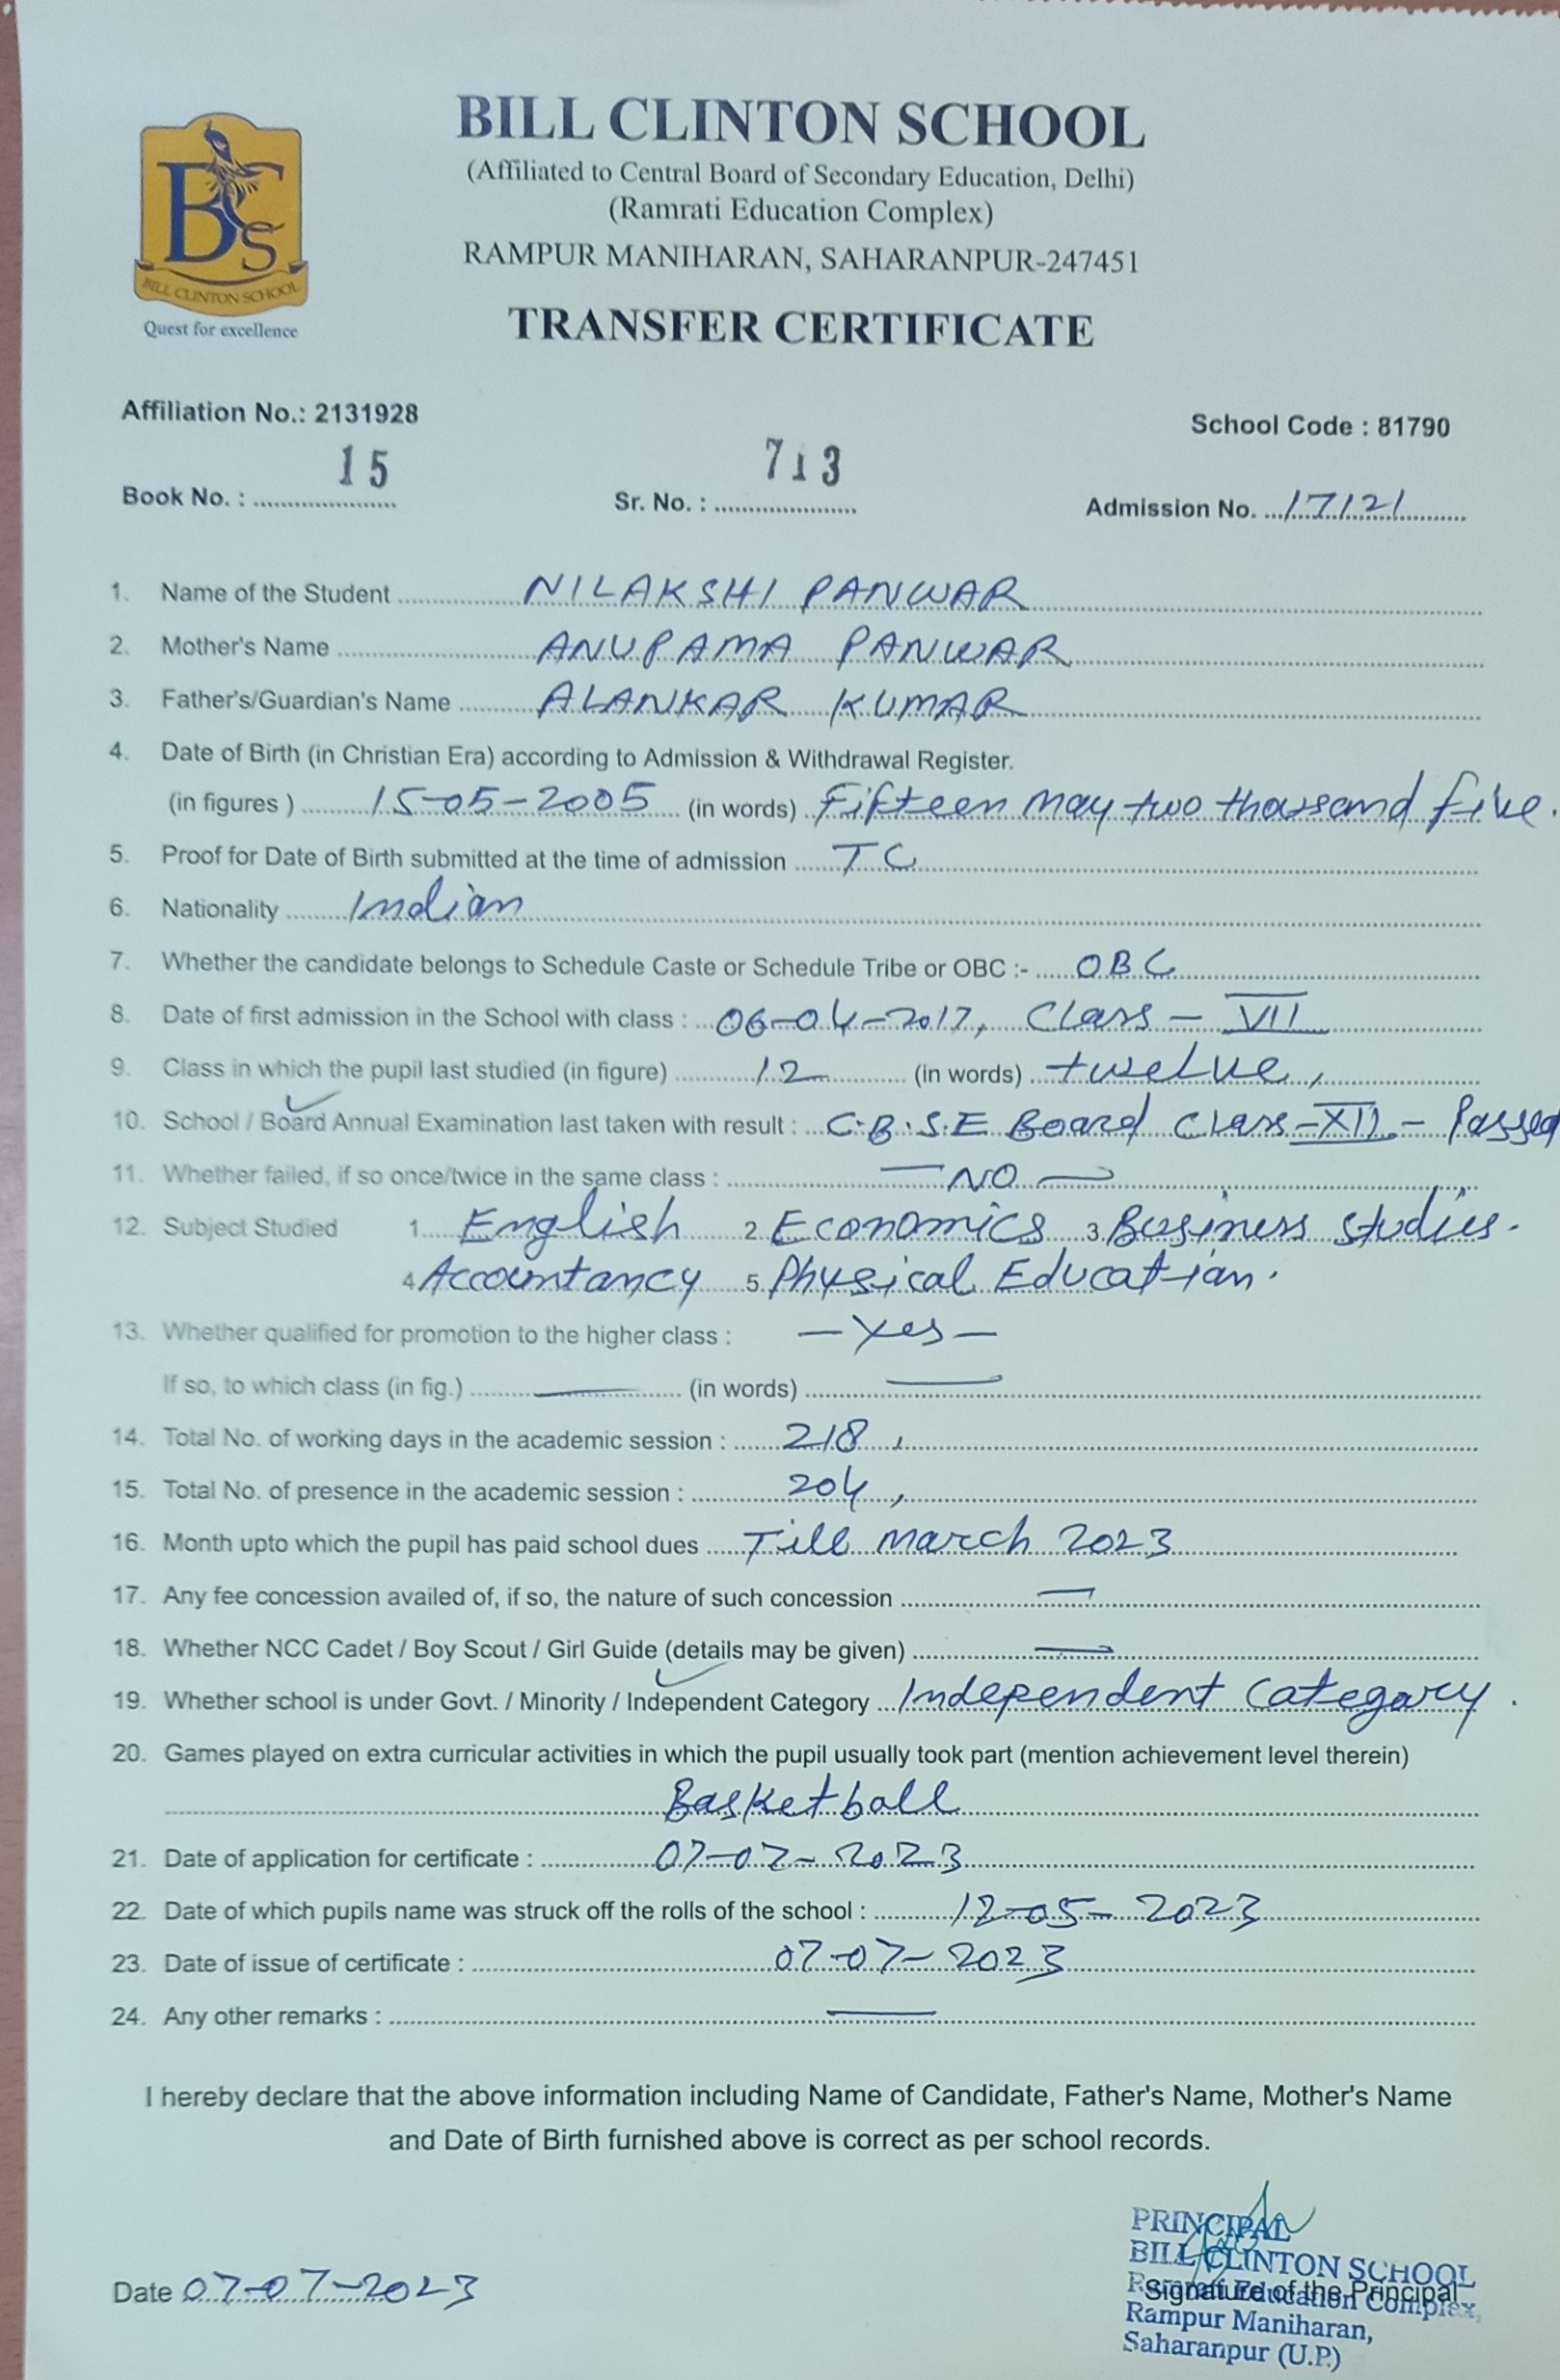 BILL CLINTON SCHOOL
(Affiliated to Central Board of Secondary Education, Delhi)
(Ramrati Education Complex)
RAMPUR MANIHARAN, SAHARANPUR-247451
BCS
BILL CLINTON SCHOOL
Quest for excellence
TRANSFER CERTIFICATE
Affiliation No.: 2131928 School Code : 81790
Book No. : 15 Sr. No. : 713 Admission No. 17121
1. Name of the Student NILAKSHI PANWAR
2. Mother's Name ANUPAMA PANWAR
3. Father's/Guardian's Name ALANKAR KUMAR
4. Date of Birth (in Christian Era) according to Admission & Withdrawal Register.
(in figures ) 15-05-2005 (in words) Fifteen may two thousand five.
5. Proof for Date of Birth submitted at the time of admission TC
6. Nationality Indian
7. Whether the candidate belongs to Schedule Caste or Schedule Tribe or OBC :- OBC
8. Date of first admission in the School with class : 06-04-2017, Class - VII
9. Class in which the pupil last studied (in figure) 12 (in words) twelve,
10. School / Board Annual Examination last taken with result : C.B.S.E Board Class-XII - Passed
11. Whether failed, if so once/twice in the same class : — NO —
12. Subject Studied 1. English 2. Economics 3. Business studies.
4. Accountancy 5. Physical Education.
13. Whether qualified for promotion to the higher class : — Yes —
If so, to which class (in fig.) — (in words) —
14. Total No. of working days in the academic session : 218,
15. Total No. of presence in the academic session : 204,
16. Month upto which the pupil has paid school dues Till March 2023
17. Any fee concession availed of, if so, the nature of such concession —
18. Whether NCC Cadet / Boy Scout / Girl Guide (details may be given) —
19. Whether school is under Govt. / Minority / Independent Category Independent Category.
20. Games played on extra curricular activities in which the pupil usually took part (mention achievement level therein)
Basketball
21. Date of application for certificate : 07-07-2023
22. Date of which pupils name was struck off the rolls of the school : 12-05-2023
23. Date of issue of certificate : 07-07-2023
24. Any other remarks : —
I hereby declare that the above information including Name of Candidate, Father's Name, Mother's Name
and Date of Birth furnished above is correct as per school records.
PRINCIPAL
BILL CLINTON SCHOOL
Ramrati Education Complex,
Date 07-07-2023 Signature of the Principal
Rampur Maniharan,
Saharanpur (U.P.)